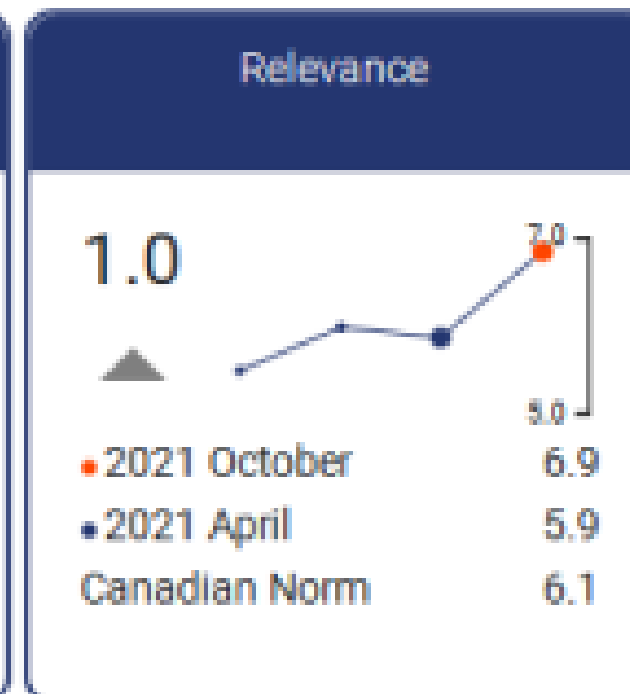 Relevance
1.0
7.0
5.0
2021 October 6.9
2021 April 5.9
Canadian Norm 6.1